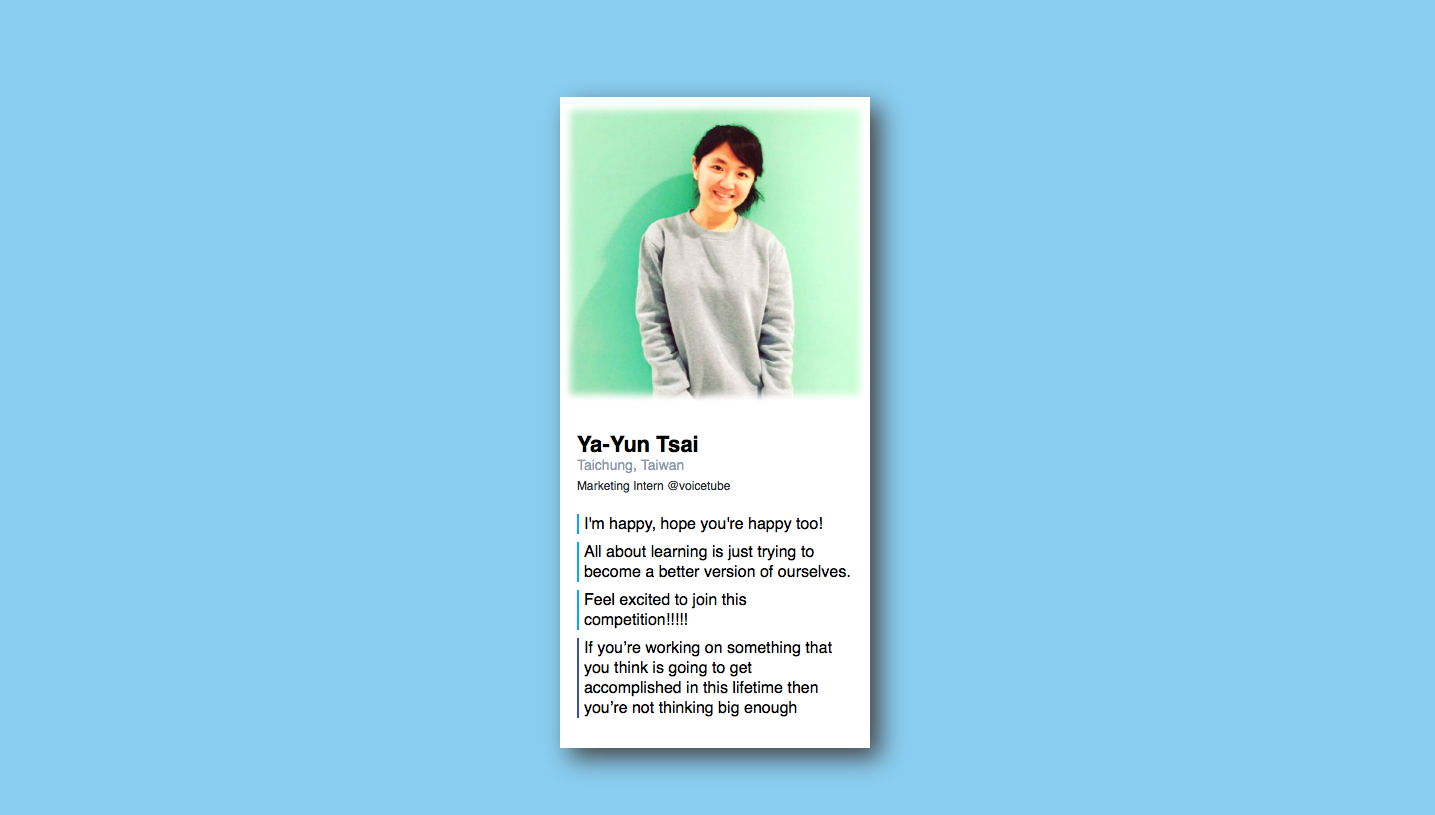 Ya-Yun Tsai
Taichung, Taiwan
Marketing Intern @voicetube
I'm happy, hope you're happy too!
All about learning is just trying to
become a better version of ourselves.
Feel excited to join this
competition!!!!!
If you’re working on something that
you think is going to get
accomplished in this lifetime then
you’re not thinking big enough